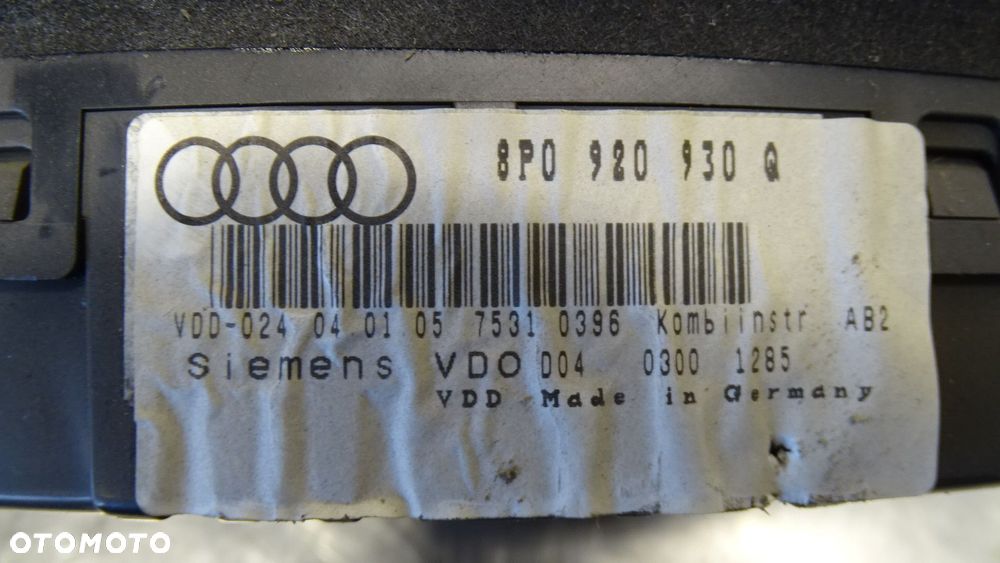 8P0 920 930 Q
VDD-024 04 01 05 7531 0396 Kombiinstr AB2
Siemens VDO D04 0300 1285
VDD Made in Germany
OTOMOTO